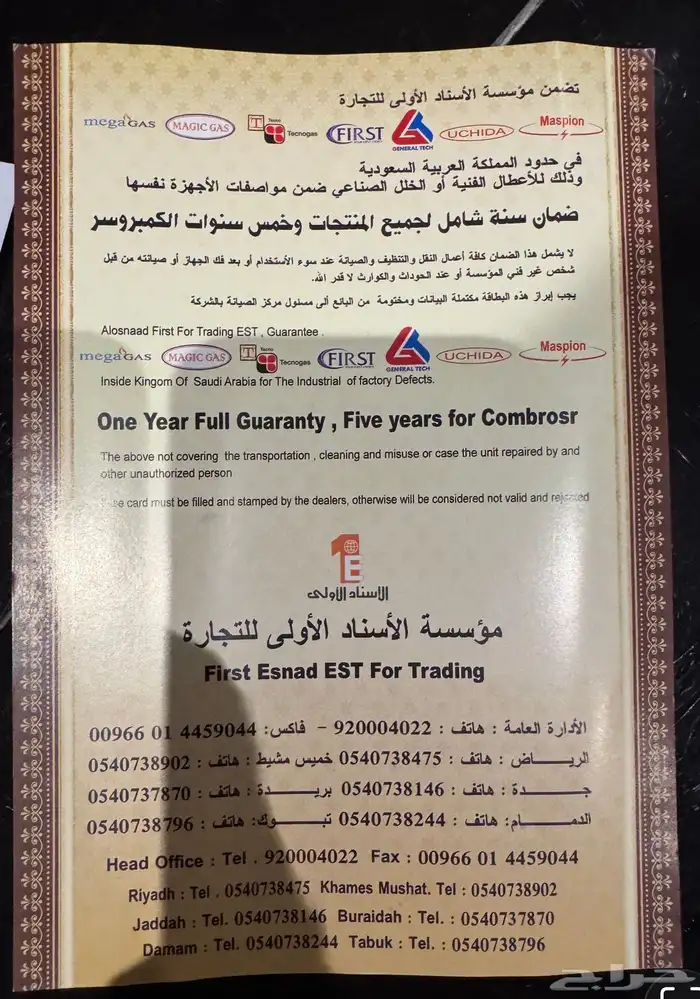 تضمن مؤسسة الأسناد الأولى للتجارة
megaGAS MAGIC GAS T Tecno Tecnogas FIRST GENERAL TECH UCHIDA Maspion
في حدود المملكة العربية السعودية
وذلك للأعطال الفنية أو الخلل الصناعي ضمن مواصفات الأجهزة نفسها
ضمان سنة شامل لجميع المنتجات وخمس سنوات الكمبروسر
لا يشمل هذا الضمان كافة أعمال النقل والتنظيف والصيانة عند سوء الأستخدام أو بعد فك الجهاز أو صيانته من قبل
شخص غير فني المؤسسة أو عند الحوداث والكوارث لا قدر الله.
يجب إبراز هذه البطاقة مكتملة البيانات ومختومة من البائع إلى مسئول مركز الصيانة بالشركة
Alosnaad First For Trading EST , Guarantee .
megaGAS MAGIC GAS T Tecno Tecnogas FIRST GENERAL TECH UCHIDA Maspion
Inside Kingom Of Saudi Arabia for The Industrial of factory Defects.
One Year Full Guaranty , Five years for Combrosr
The above not covering the transportation , cleaning and misuse or case the unit repaired by and
other unauthorized person
card must be filled and stamped by the dealers, otherwise will be considered not valid and rejected
1E
الأسناد الأولى
مؤسسة الأسناد الأولى للتجارة
First Esnad EST For Trading
الأدارة العامة : هاتف : 920004022 - فاكس: 4459044 01 00966
الريـــــاض : هاتف : 0540738475 خميس مشيط : هاتف : 0540738902
جــــــدة : هاتف : 0540738146 بريـــــدة : هاتف : 0540737870
الدمـــــام: هاتف : 0540738244 تبـــــوك: هاتف : 0540738796
Head Office : Tel . 920004022 Fax : 00966 01 4459044
Riyadh : Tel . 0540738475 Khames Mushat. Tel : 0540738902
Jaddah : Tel. 0540738146 Buraidah : Tel. : 0540737870
Damam : Tel. 0540738244 Tabuk : Tel. : 0540738796
حراج